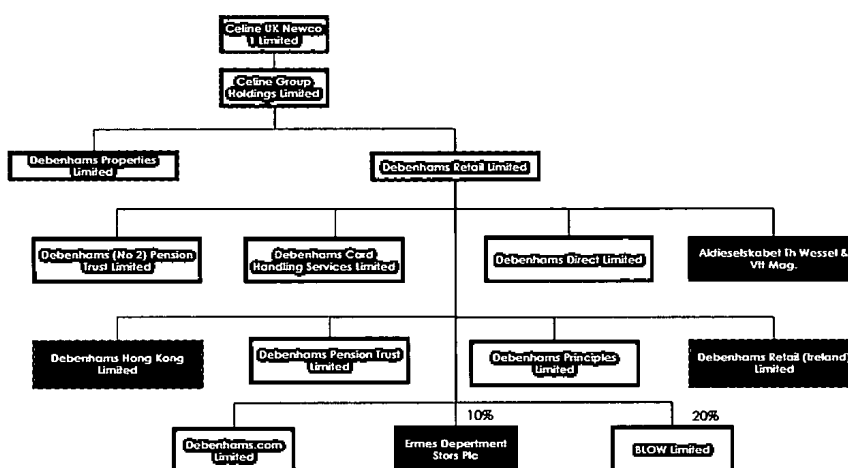 Celine UK Newco
1 Limited
Celine Group
Holdings Limited
Debenhams Properties
Limited
Debenhams Retail Limited
Debenhams (No 2) Pension
Trust Limited
Debenhams Card
Handling Services Limited
Debenhams Direct Limited
Aktieselskabet Th Wessel &
Vtt Mag.
Debenhams Hong Kong
Limited
Debenhams Pension Trust
Limited
Debenhams Principles
Limited
Debenhams Retail (Ireland)
Limited
10%
20%
Debenhams.com
Limited
Ermes Depertment
Stors Plc
BLOW Limited